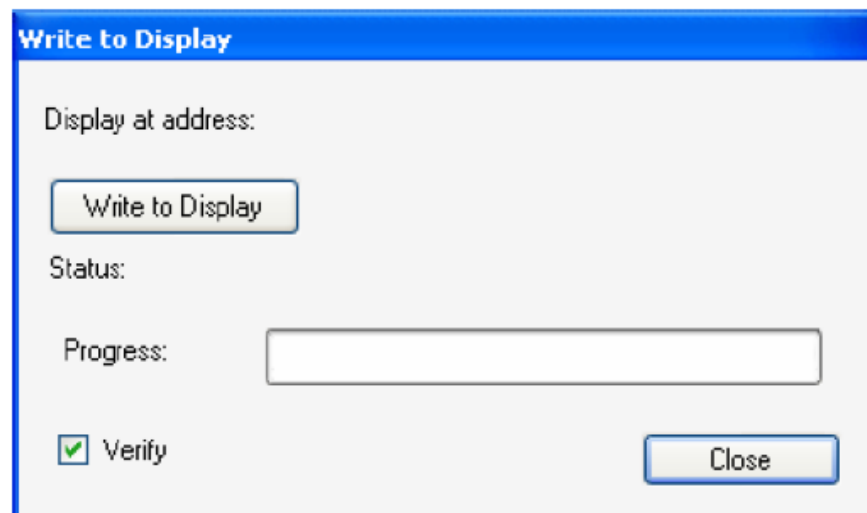 Write to Display
Display at address:
Write to Display
Status:
Progress:
Verify
Close